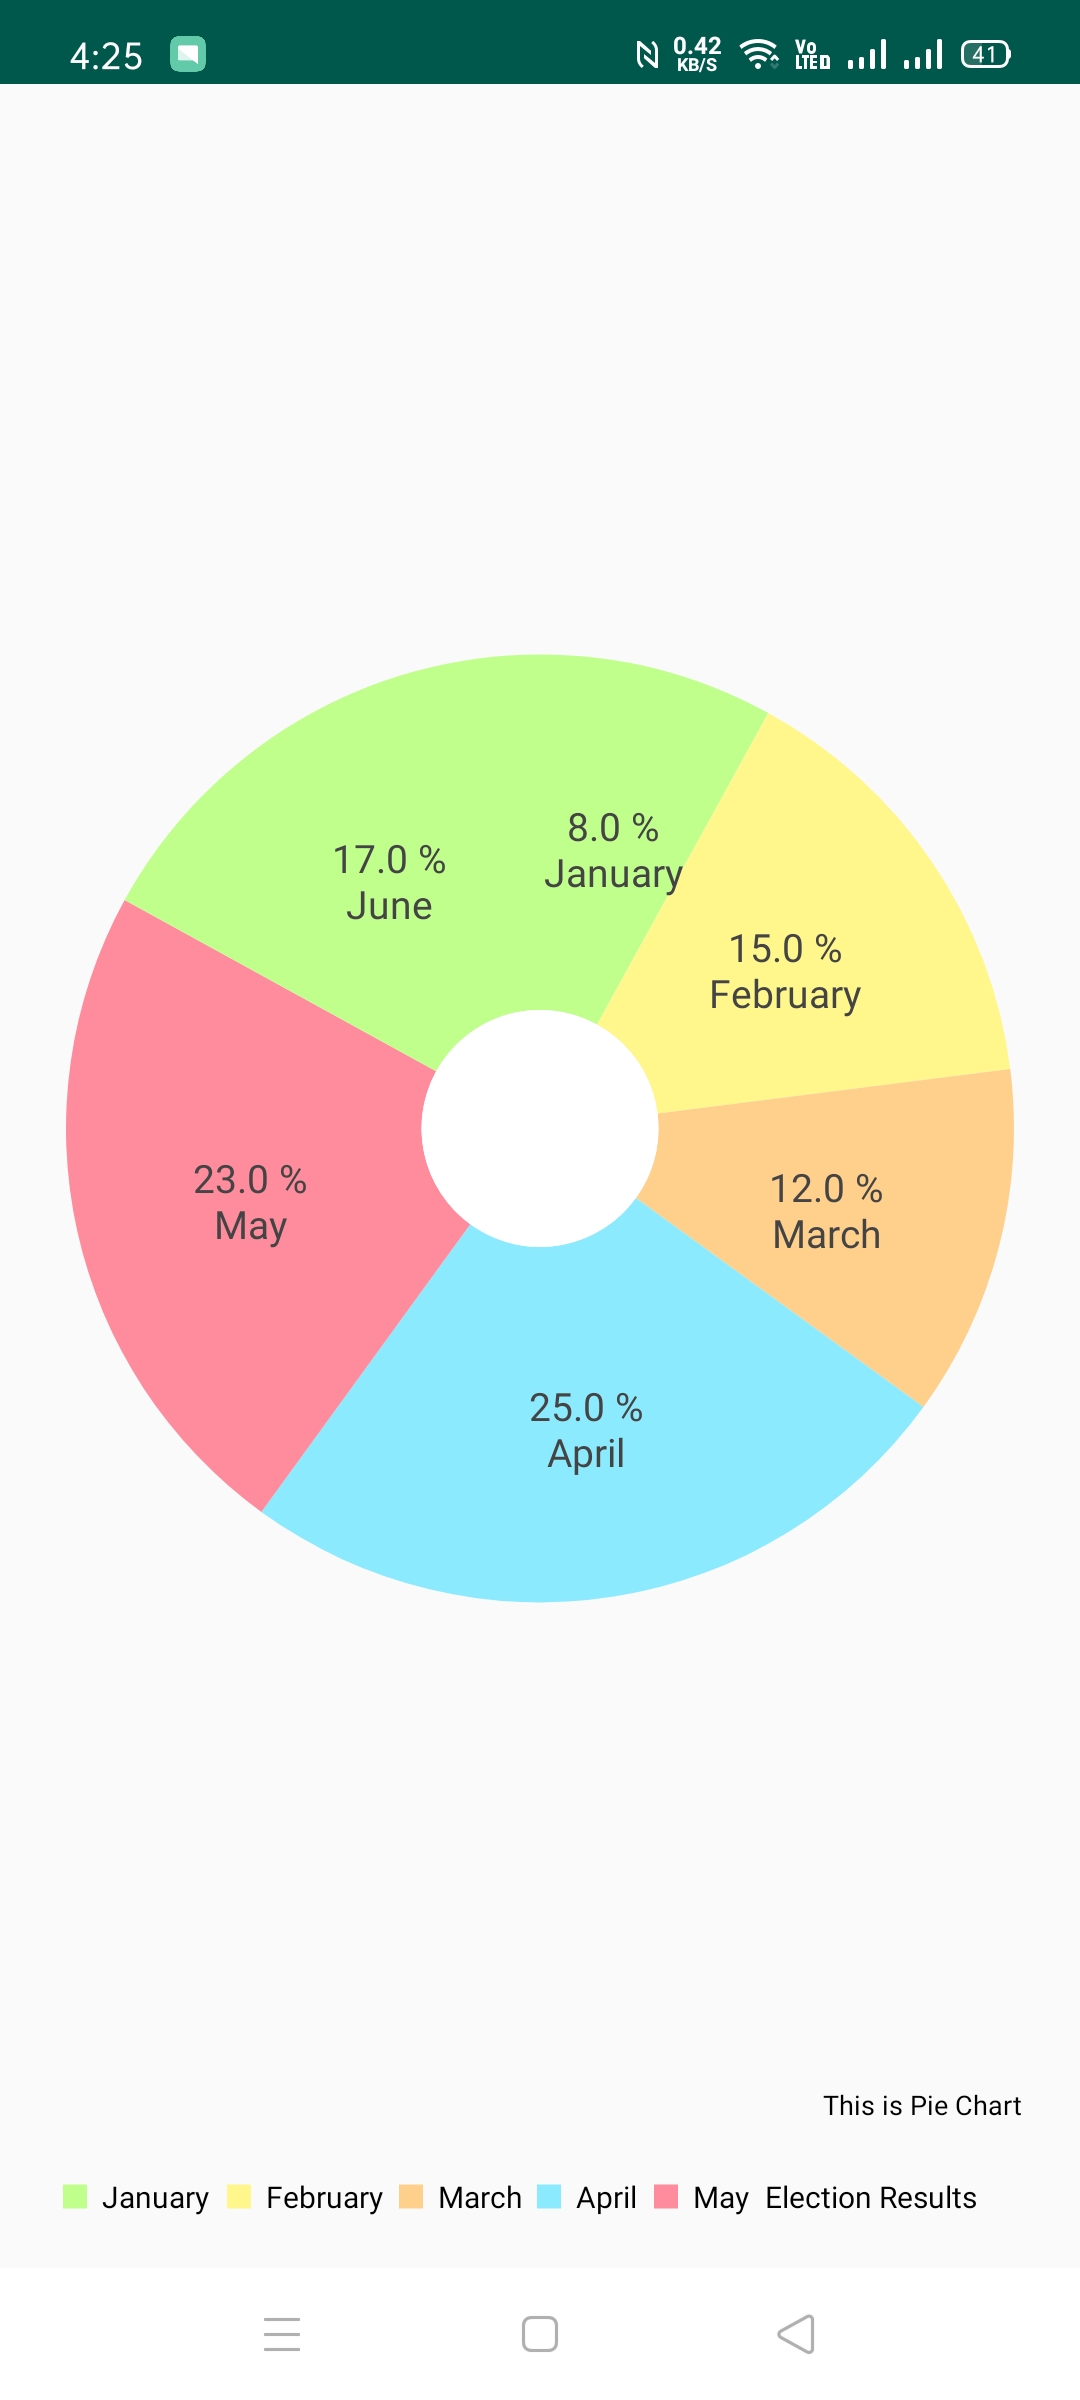 4:25 0.42 KB/S Vo LTE 41
8.0 %
January
17.0 %
June
15.0 %
February
23.0 %
May
12.0 %
March
25.0 %
April
This is Pie Chart
January February March April May Election Results